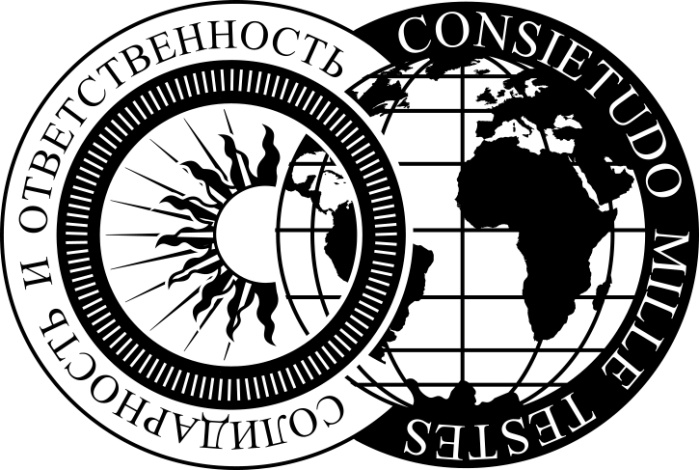 СОЛИДАРНОСТЬ И ОТВЕТСТВЕННОСТЬ
CONSIETUDO MILLE TESTES